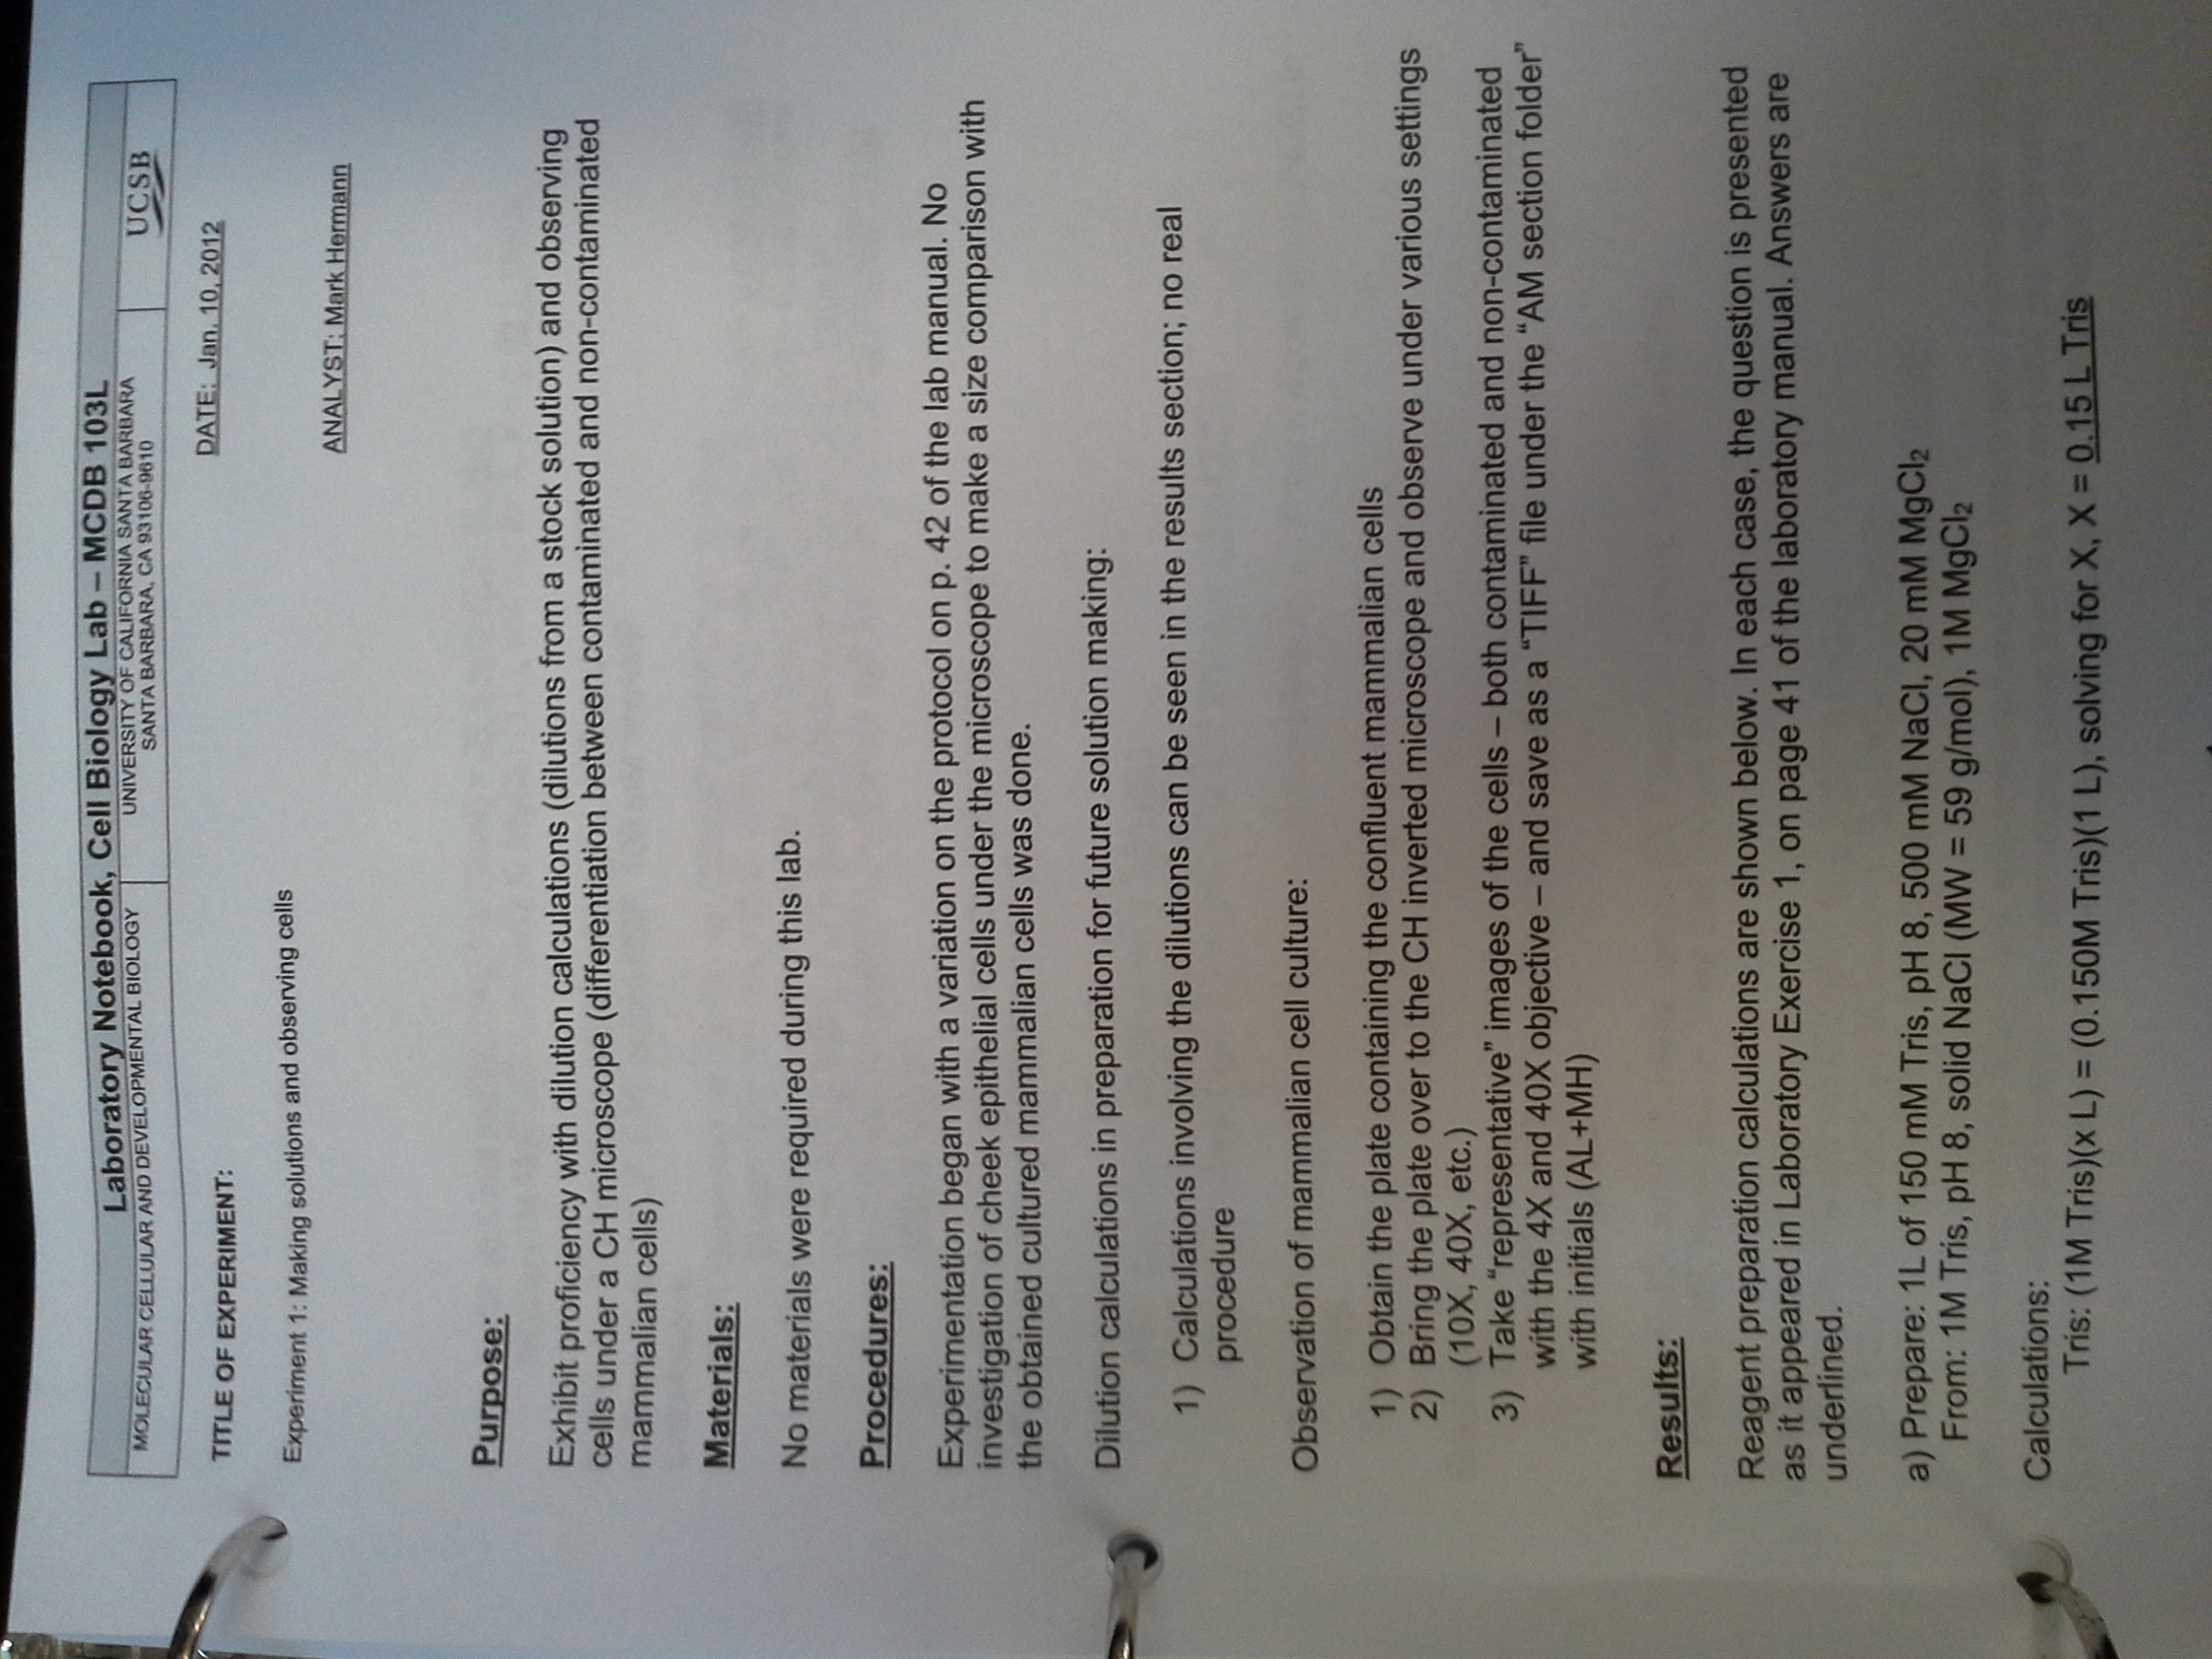 Laboratory Notebook, Cell Biology Lab – MCDB 103L
MOLECULAR CELLULAR AND DEVELOPMENTAL BIOLOGY
UNIVERSITY OF CALIFORNIA SANTA BARBARA
SANTA BARBARA, CA 93106-9610
UCSB
TITLE OF EXPERIMENT:
DATE: Jan. 10, 2012
Experiment 1: Making solutions and observing cells
ANALYST: Mark Hermann
Purpose:
Exhibit proficiency with dilution calculations (dilutions from a stock solution) and observing
cells under a CH microscope (differentiation between contaminated and non-contaminated
mammalian cells)
Materials:
No materials were required during this lab.
Procedures:
Experimentation began with a variation on the protocol on p. 42 of the lab manual. No
investigation of cheek epithelial cells under the microscope to make a size comparison with
the obtained cultured mammalian cells was done.
Dilution calculations in preparation for future solution making:
1) Calculations involving the dilutions can be seen in the results section; no real
procedure
Observation of mammalian cell culture:
1) Obtain the plate containing the confluent mammalian cells
2) Bring the plate over to the CH inverted microscope and observe under various settings
(10X, 40X, etc.)
3) Take “representative” images of the cells – both contaminated and non-contaminated
with the 4X and 40X objective – and save as a “TIFF” file under the “AM section folder”
with initials (AL+MH)
Results:
Reagent preparation calculations are shown below. In each case, the question is presented
as it appeared in Laboratory Exercise 1, on page 41 of the laboratory manual. Answers are
underlined.
a) Prepare: 1L of 150 mM Tris, pH 8, 500 mM NaCl, 20 mM MgCl₂
From: 1M Tris, pH 8, solid NaCl (MW = 59 g/mol), 1M MgCl₂
Calculations:
Tris: (1M Tris)(x L) = (0.150M Tris)(1 L), solving for X, X = 0.15 L Tris